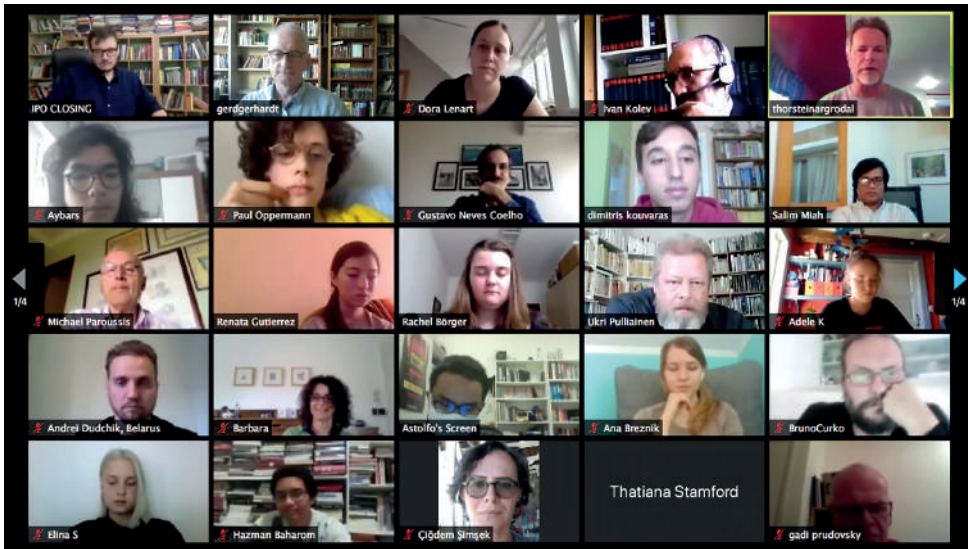 IPO CLOSING
gerdgerhardt
Dora Lenart
Ivan Kolev
thorsteinargrodal
Aybars
Paul Oppermann
Gustavo Neves Coelho
dimitris kouvaras
Salim Miah
1/4
Michael Paroussis
Renata Gutierrez
Rachel Börger
Ukri Pulliainen
Adele K
1/4
Andrei Dudchik, Belarus
Barbara
Astolfo's Screen
Ana Breznik
BrunoCurko
Elina S
Hazman Baharom
Çiğdem Şimşek
Thatiana Stamford
gadi prudovsky